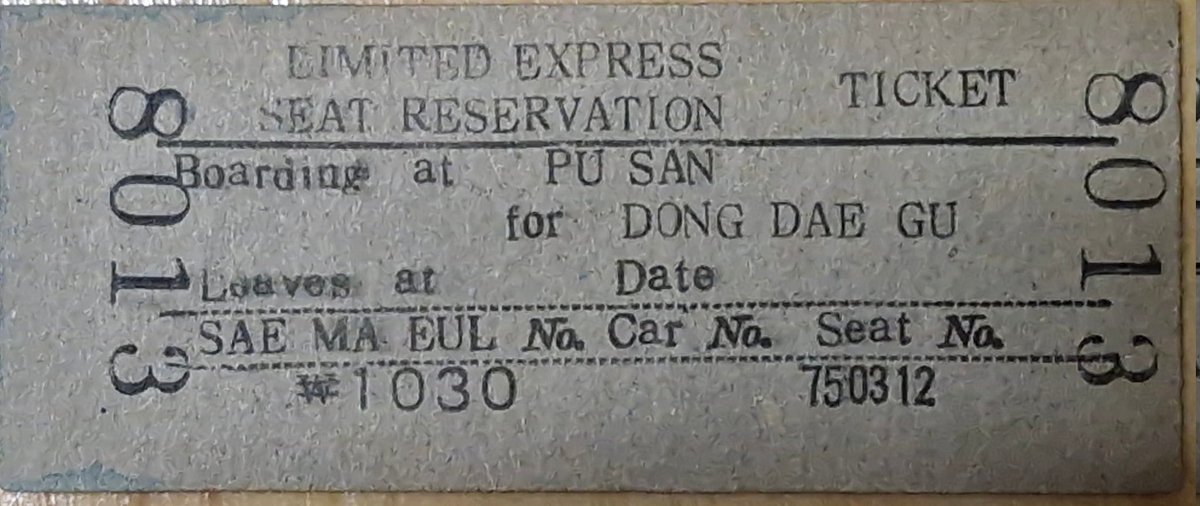 LIMITED EXPRESS
SEAT RESERVATION TICKET
Boarding at PU SAN
for DONG DAE GU
Leaves at Date
SAE MA EUL No. Car No. Seat No.
₩1030 750312
8013
8013